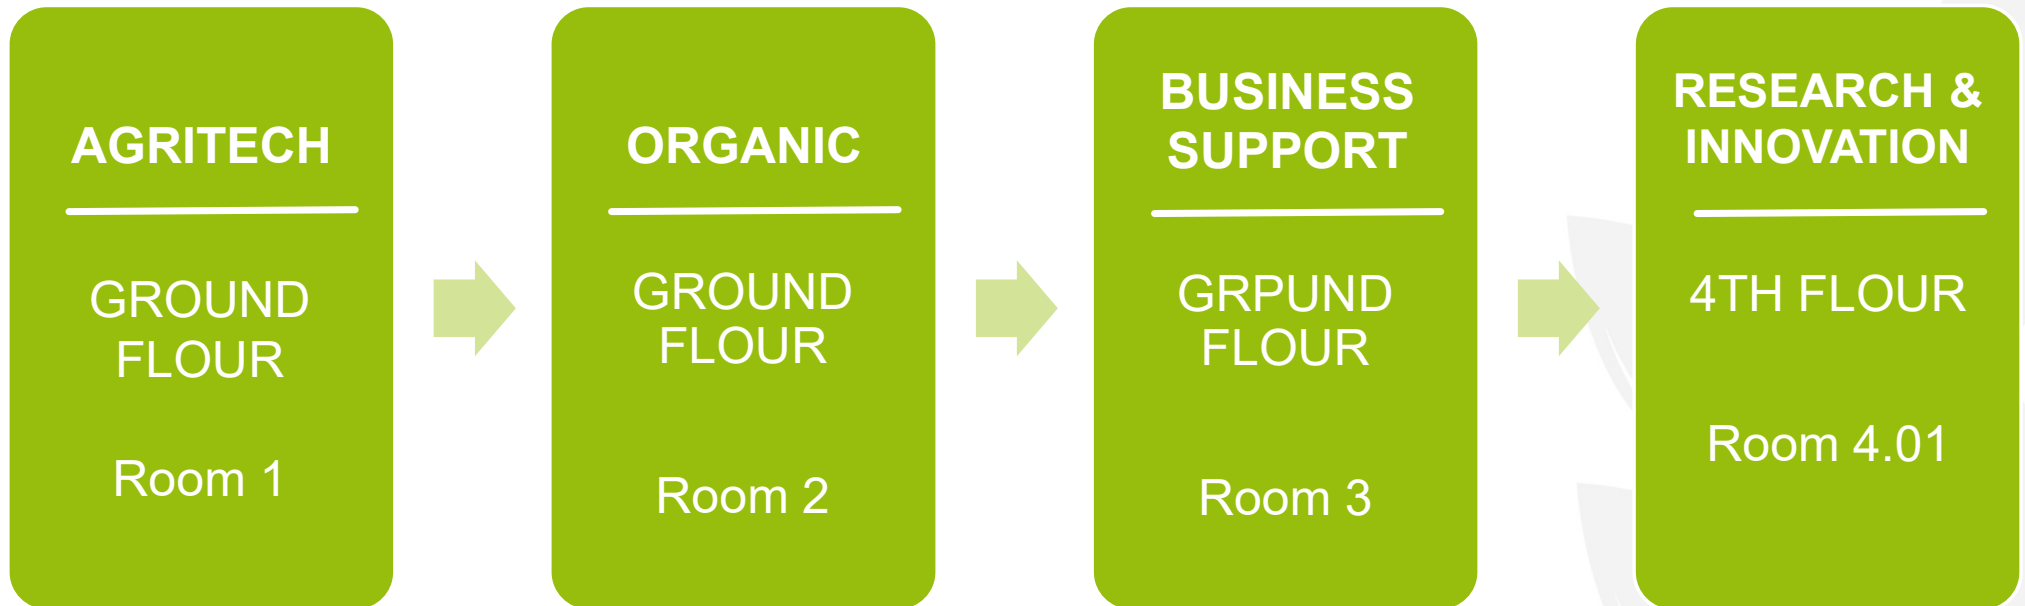 AGRITECH
GROUND
FLOUR
Room 1
ORGANIC
GROUND
FLOUR
Room 2
BUSINESS
SUPPORT
GRPUND
FLOUR
Room 3
RESEARCH &
INNOVATION
4TH FLOUR
Room 4.01